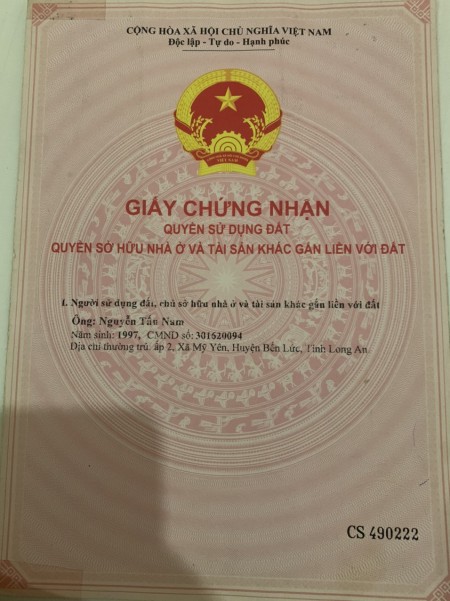 CỘNG HÒA XÃ HỘI CHỦ NGHĨA VIỆT NAM
Độc lập - Tự do - Hạnh phúc
GIẤY CHỨNG NHẬN
QUYỀN SỬ DỤNG ĐẤT
QUYỀN SỞ HỮU NHÀ Ở VÀ TÀI SẢN KHÁC GẮN LIỀN VỚI ĐẤT
I. Người sử dụng đất, chủ sở hữu nhà ở và tài sản khác gắn liền với đất
Ông: Nguyễn Tấn Nam
Năm sinh: 1997, CMND số: 301620094
Địa chỉ thường trú: ấp 2, Xã Mỹ Yên, Huyện Bến Lức, Tỉnh Long An.
CS 490222